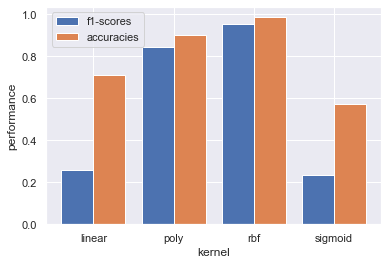 f1-scores
accuracies
performance
1.0
0.8
0.6
0.4
0.2
0.0
linear poly rbf sigmoid
kernel